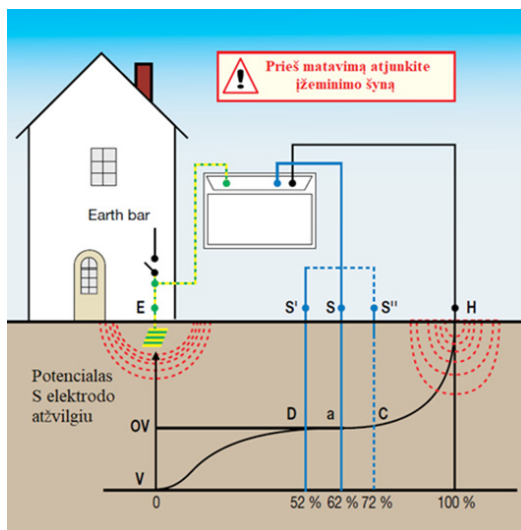 Prieš matavimą atjunkite
įžeminimo šyną
Earth bar
E
S'
S
S"
H
Potencialas
S elektrodo
atžvilgiu
D
a
C
OV
V
0
52 %
62 %
72 %
100 %